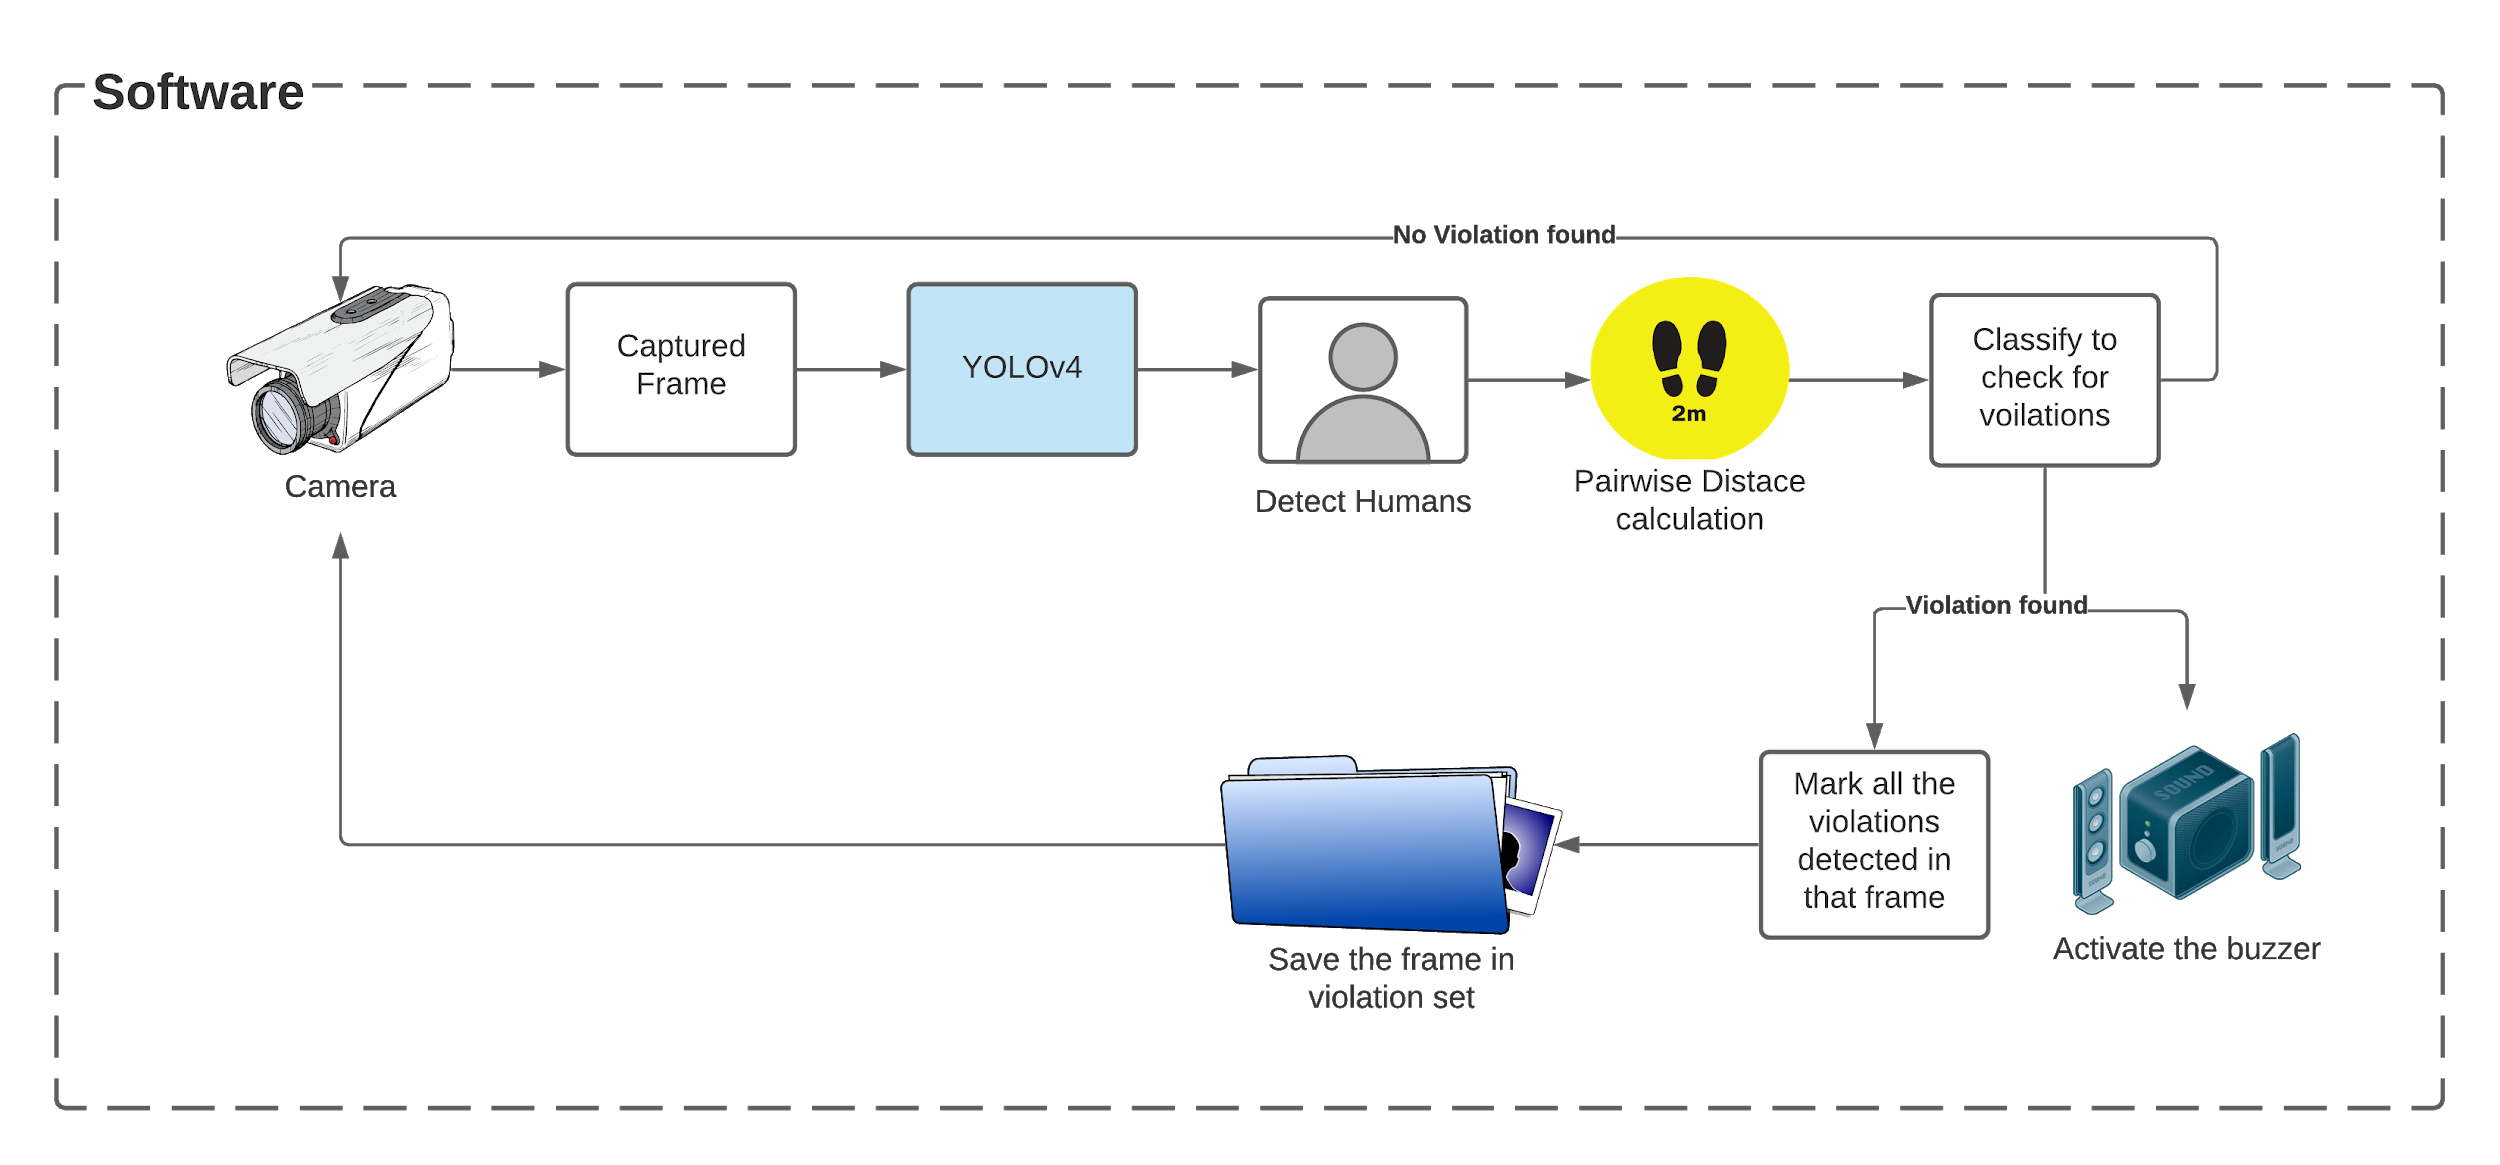 Software
No Violation found
Captured
Frame
YOLOv4
2m
Classify to
check for
voilations
Camera
Detect Humans
Pairwise Distace
calculation
Violation found
Mark all the
violations
detected in
that frame
SOUND
SOUND
SOUND
Save the frame in
violation set
Activate the buzzer